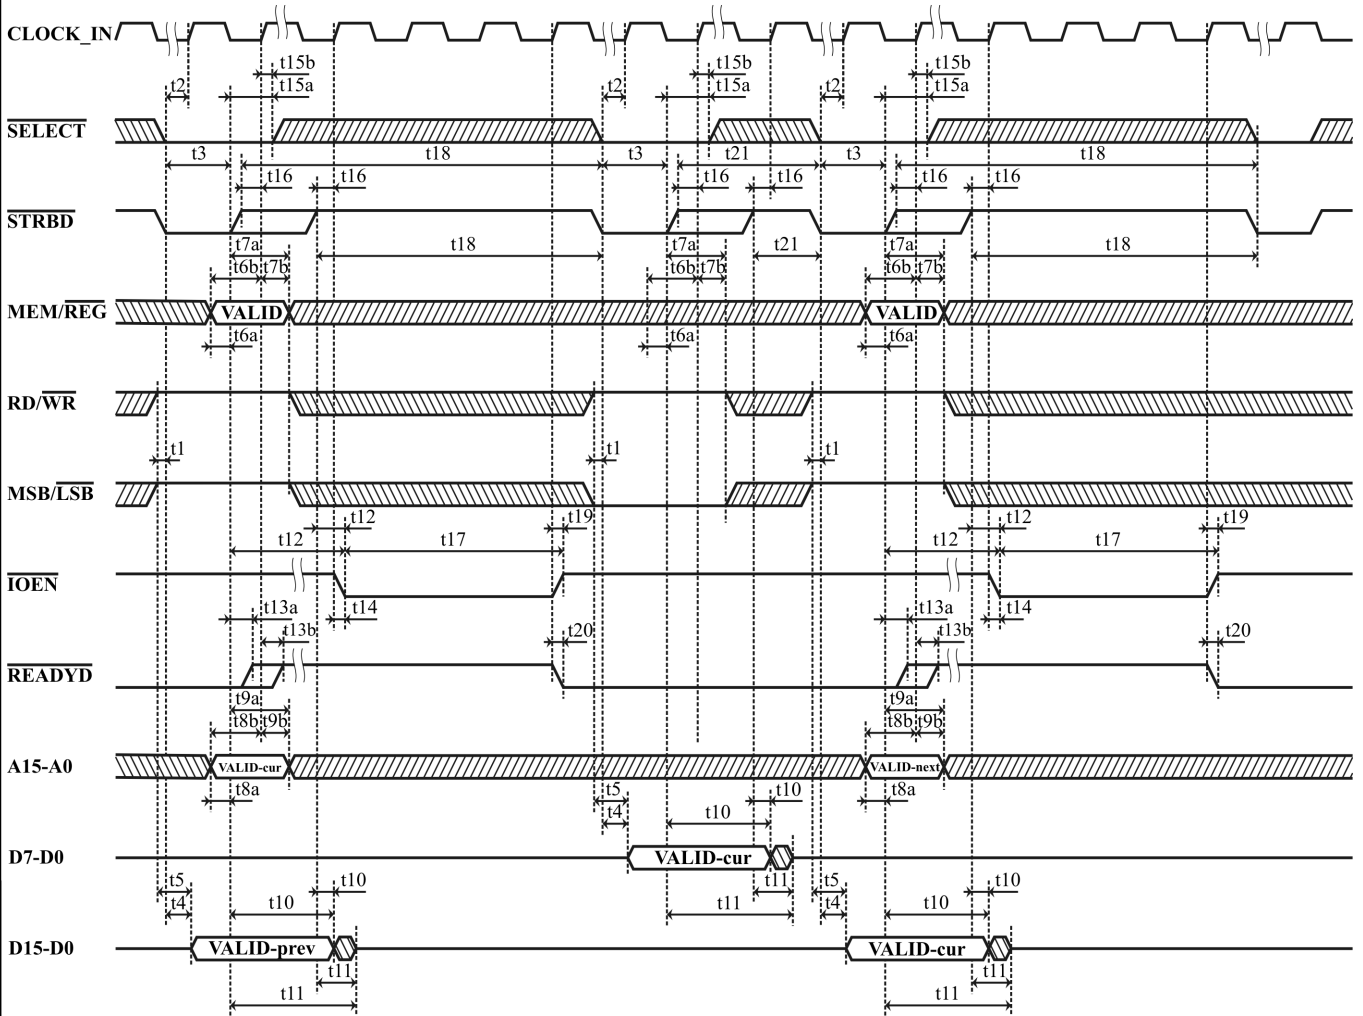 CLOCK_IN
t15b t15b
t2 t15a t2 t15a t2 t15a
SELECT
t3 t18 t3 t21 t3 t18
t16 t16 t16 t16 t16 t16
STRBD
t7a t18 t7a t21 t7a t18
t6b t7b t6b t7b t6b t7b
MEM/REG VALID VALID
t6a t6a t6a
RD/WR
t1 t1 t1
MSB/LSB
t12 t19 t12 t19
t12 t17 t12 t17
IOEN
t13a t14 t13a t14
t13b t20 t13b t20
READYD
t9a t9a
t8b t9b t8b t9b
A15-A0 VALID-cur VALID-next
t8a t5 t10 t8a
t4 t10
D7-D0 VALID-cur
t5 t10 t11 t5 t10
t4 t10 t11 t4 t10
D15-D0 VALID-prev VALID-cur
t11 t11
t11 t11